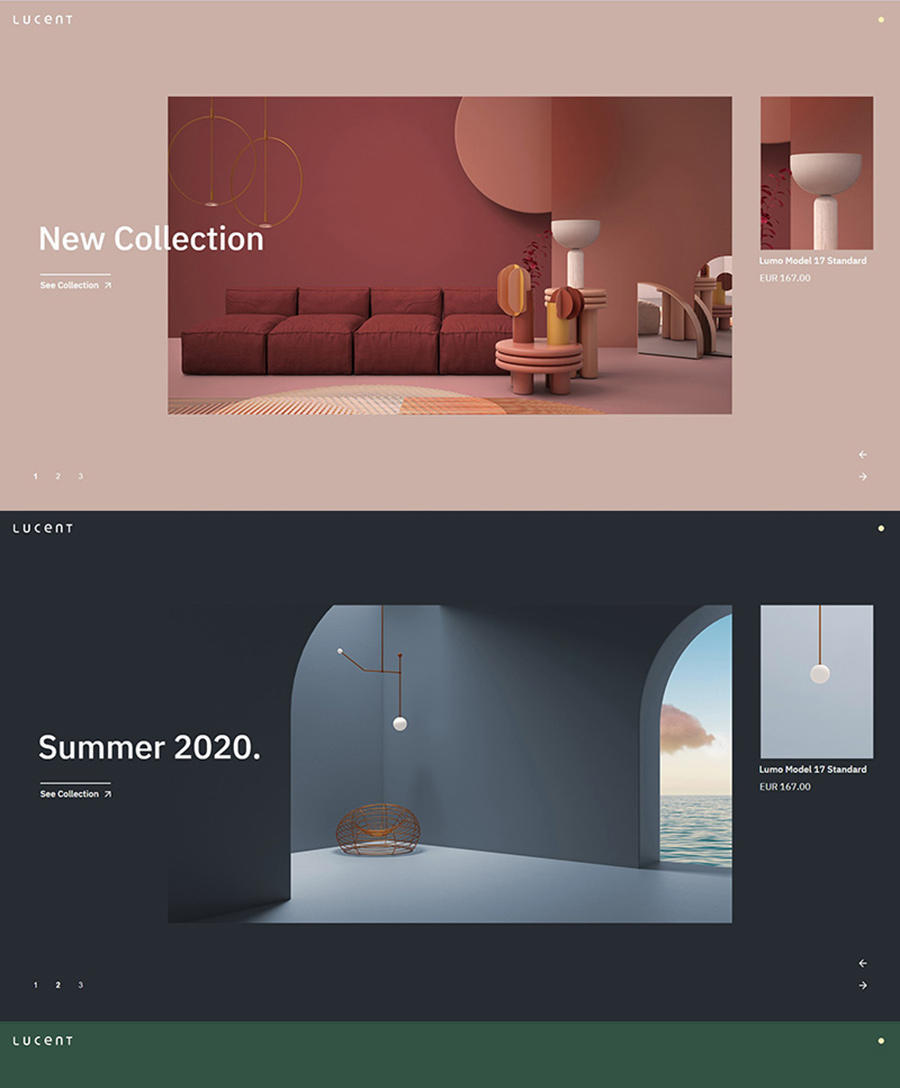 LUCENT
New Collection
See Collection
Lumo Model 17 Standard
EUR 167.00
1 2 3
LUCENT
Summer 2020.
See Collection
Lumo Model 17 Standard
EUR 167.00
1 2 3
LUCENT